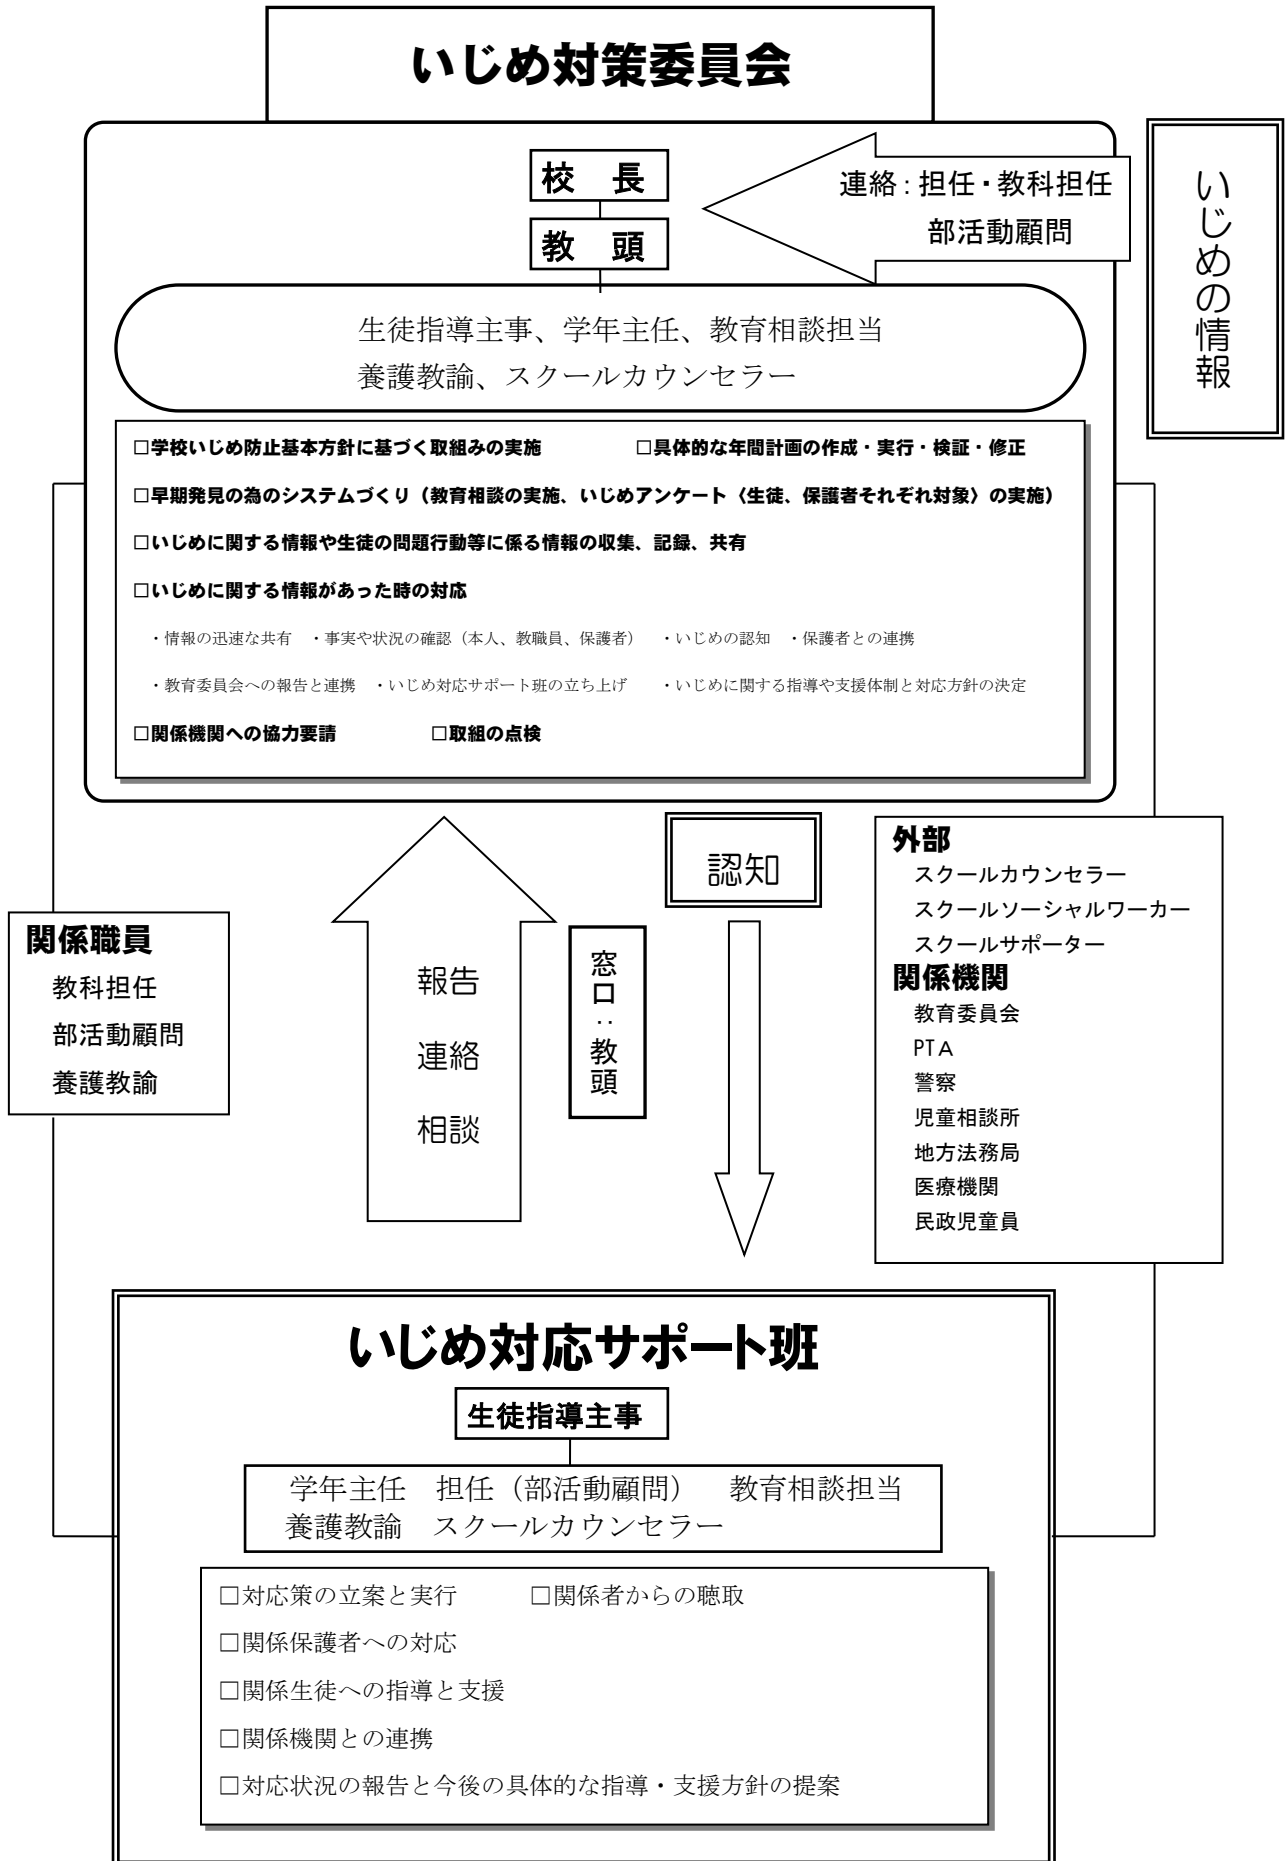 いじめ対策委員会
校　長
連絡：担任・教科担任
部活動顧問
教　頭
いじめの情報
生徒指導主事、学年主任、教育相談担当
養護教諭、スクールカウンセラー
□学校いじめ防止基本方針に基づく取組みの実施　　　□具体的な年間計画の作成・実行・検証・修正
□早期発見の為のシステムづくり（教育相談の実施、いじめアンケート〈生徒、保護者それぞれ対象〉の実施）
□いじめに関する情報や生徒の問題行動等に係る情報の収集、記録、共有
□いじめに関する情報があった時の対応
・情報の迅速な共有　・事実や状況の確認（本人、教職員、保護者）　・いじめの認知　・保護者との連携
・教育委員会への報告と連携　・いじめ対応サポート班の立ち上げ　　・いじめに関する指導や支援体制と対応方針の決定
□関係機関への協力要請　　　□取組の点検
認知
外部
スクールカウンセラー
スクールソーシャルワーカー
スクールサポーター
関係機関
教育委員会
PTA
警察
児童相談所
地方法務局
医療機関
民政児童員
関係職員
教科担任
部活動顧問
養護教諭
報告
連絡
相談
窓口：教頭
いじめ対応サポート班
生徒指導主事
学年主任　担任（部活動顧問）　教育相談担当
養護教諭　スクールカウンセラー
□対応策の立案と実行　　　□関係者からの聴取
□関係保護者への対応
□関係生徒への指導と支援
□関係機関との連携
□対応状況の報告と今後の具体的な指導・支援方針の提案